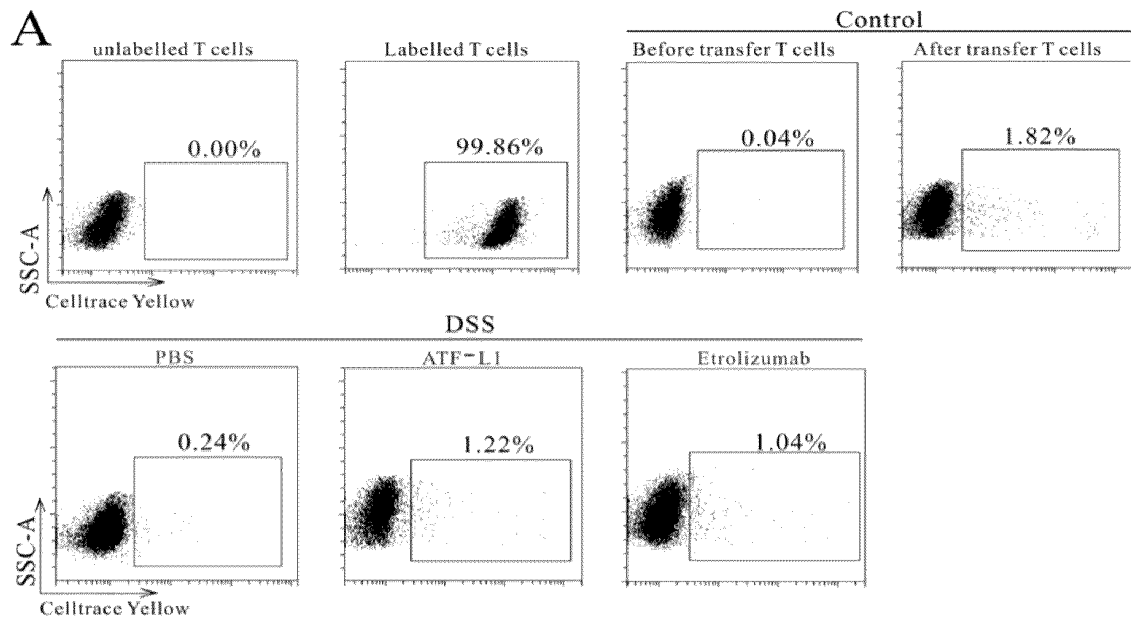 A
Control
unlabelled T cells
Labelled T cells
Before transfer T cells
After transfer T cells
0.00%
99.86%
0.04%
1.82%
SSC-A
Celltrace Yellow
DSS
PBS
ATF-L1
Etrolizumab
0.24%
1.22%
1.04%
SSC-A
Celltrace Yellow